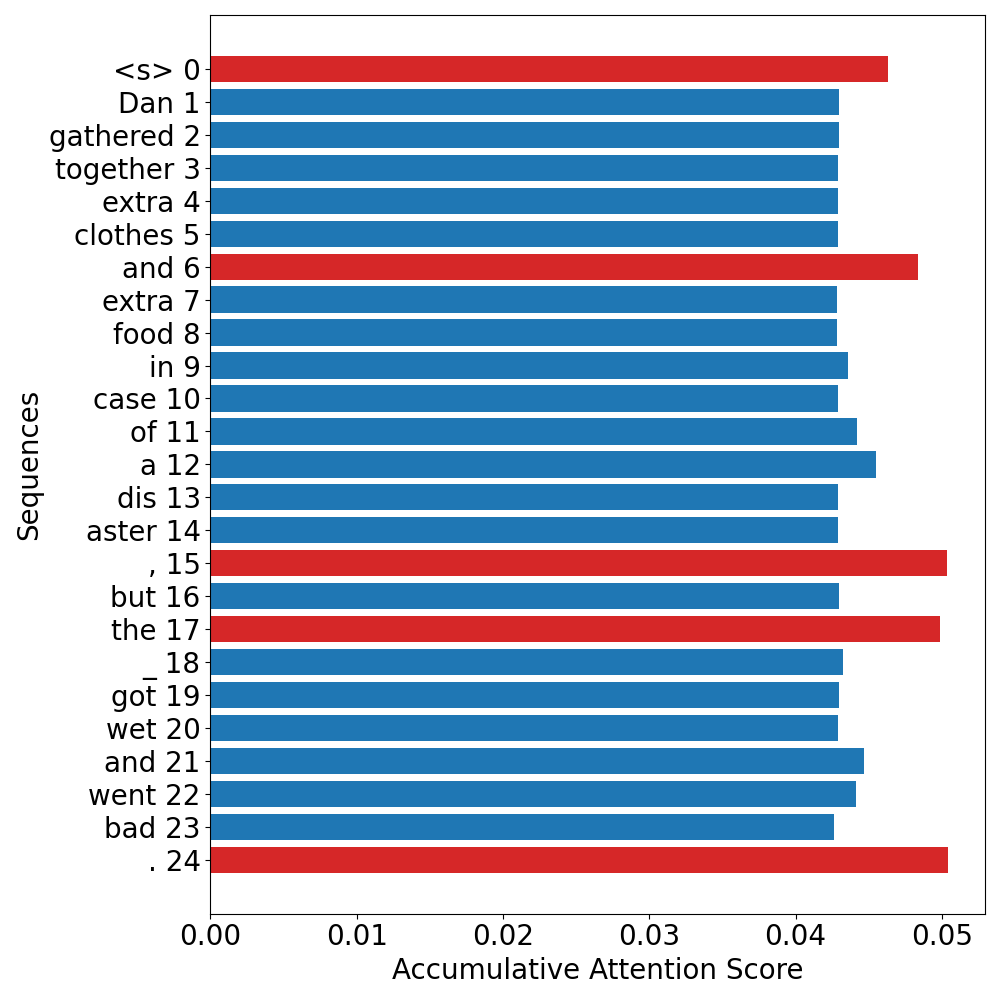 <s> 0
Dan 1
gathered 2
together 3
extra 4
clothes 5
and 6
extra 7
food 8
in 9
case 10
of 11
a 12
dis 13
aster 14
, 15
but 16
the 17
_ 18
got 19
wet 20
and 21
went 22
bad 23
. 24
Sequences
0.00 0.01 0.02 0.03 0.04 0.05
Accumulative Attention Score